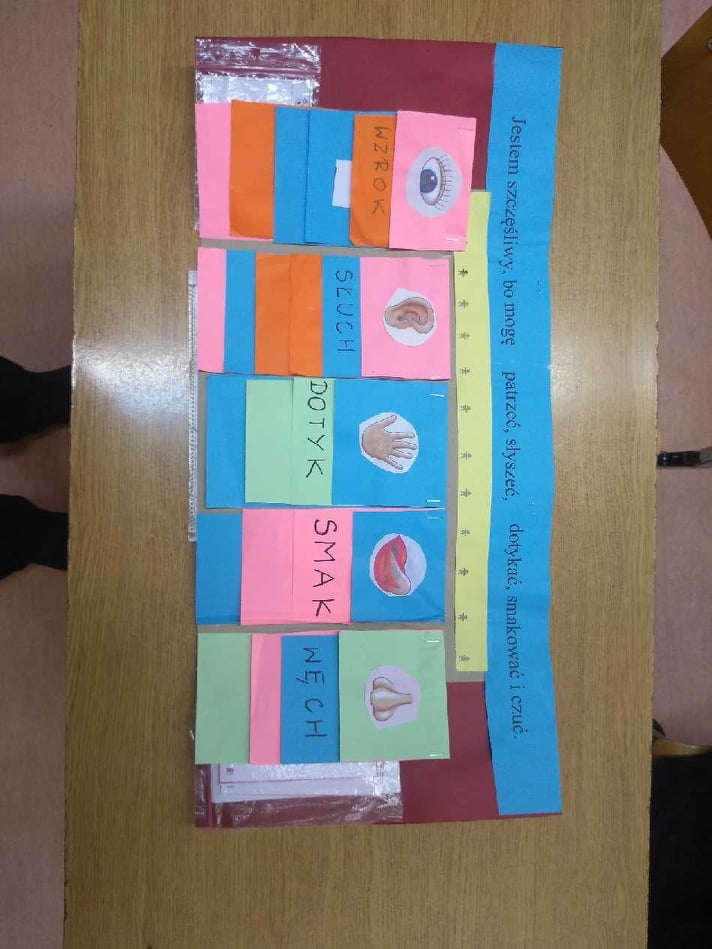 Jestem szczęśliwy, bo mogę patrzeć, słyszeć, dotykać, smakować i czuć.
WZROK
SŁUCH
DOTYK
SMAK
WĘCH